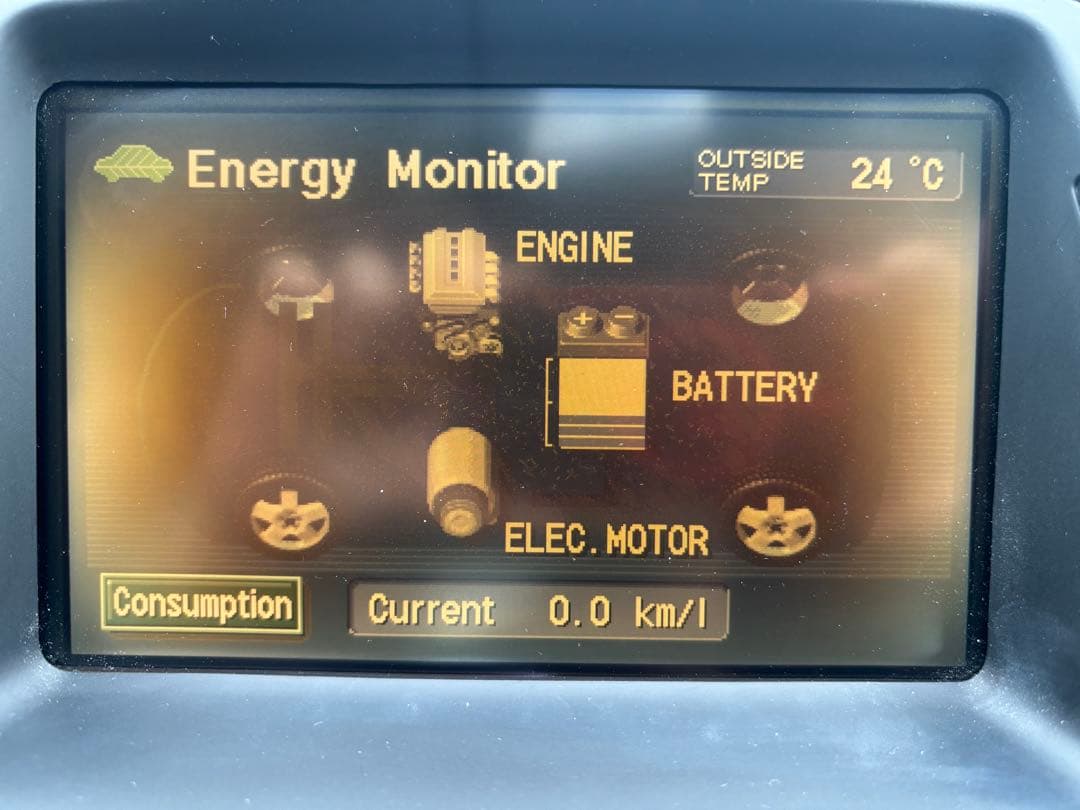 Energy Monitor
OUTSIDE
TEMP
24 °C
ENGINE
+ −
BATTERY
ELEC.MOTOR
Consumption
Current 0.0 km/l